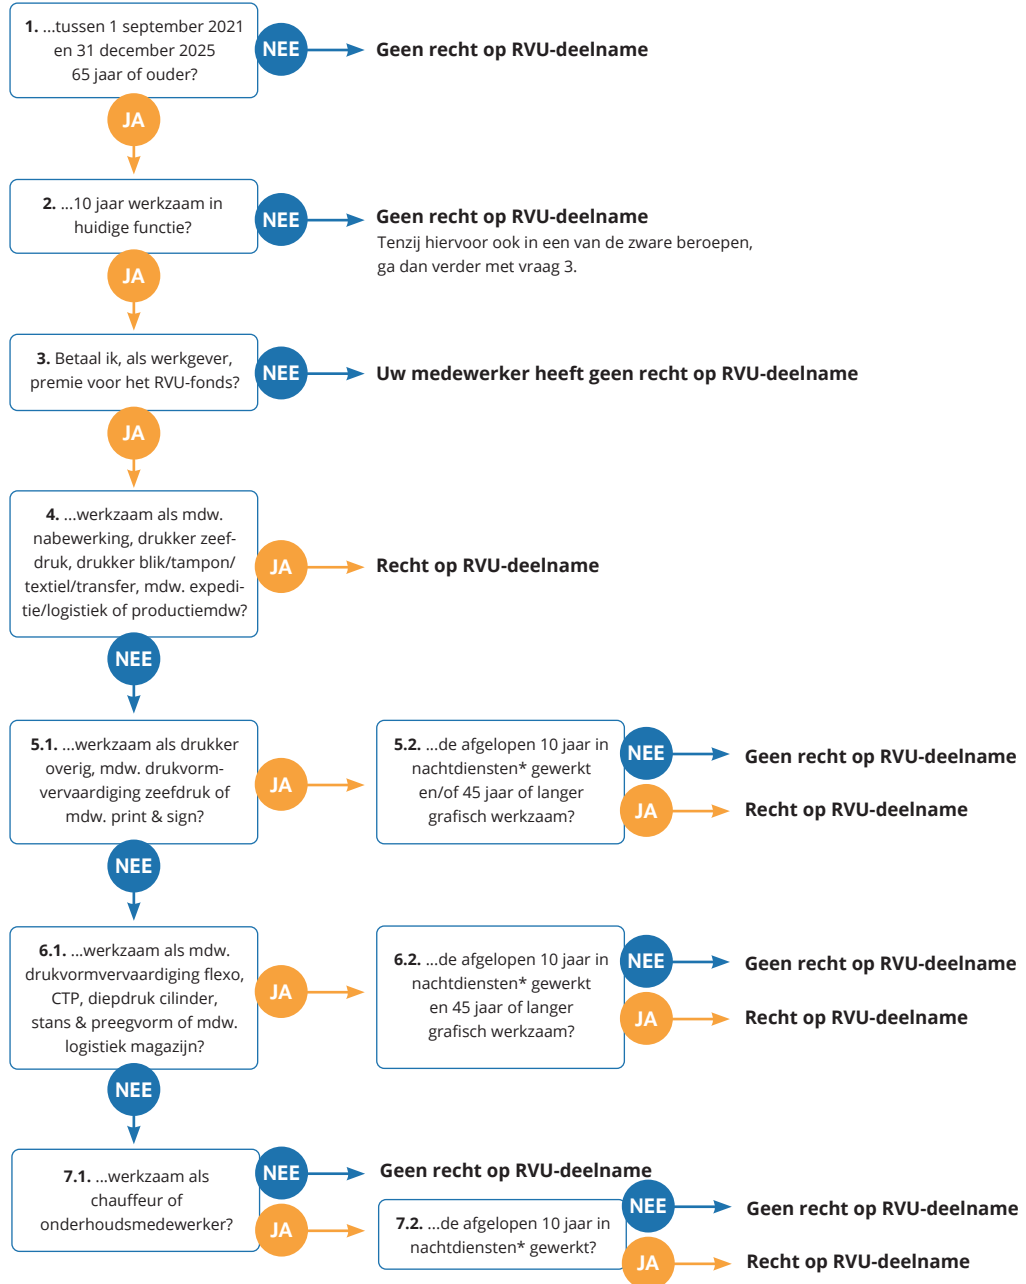 1. ...tussen 1 september 2021
en 31 december 2025
65 jaar of ouder?
NEE
Geen recht op RVU-deelname
JA
2. ...10 jaar werkzaam in
huidige functie?
NEE
Geen recht op RVU-deelname
Tenzij hiervoor ook in een van de zware beroepen,
ga dan verder met vraag 3.
JA
3. Betaal ik, als werkgever,
premie voor het RVU-fonds?
NEE
Uw medewerker heeft geen recht op RVU-deelname
JA
4. ...werkzaam als mdw.
nabewerking, drukker zeef-
druk, drukker blik/tampon/
textiel/transfer, mdw. expedi-
tie/logistiek of productiemdw?
JA
Recht op RVU-deelname
NEE
5.1. ...werkzaam als drukker
overig, mdw. drukvorm-
vervaardiging zeefdruk of
mdw. print & sign?
JA
5.2. ...de afgelopen 10 jaar in
nachtdiensten* gewerkt
en/of 45 jaar of langer
grafisch werkzaam?
NEE
Geen recht op RVU-deelname
JA
Recht op RVU-deelname
NEE
6.1. ...werkzaam als mdw.
drukvormvervaardiging flexo,
CTP, diepdruk cilinder,
stans & preegvorm of mdw.
logistiek magazijn?
JA
6.2. ...de afgelopen 10 jaar in
nachtdiensten* gewerkt
en 45 jaar of langer
grafisch werkzaam?
NEE
Geen recht op RVU-deelname
JA
Recht op RVU-deelname
NEE
7.1. ...werkzaam als
chauffeur of
onderhoudsmedewerker?
NEE
Geen recht op RVU-deelname
JA
7.2. ...de afgelopen 10 jaar in
nachtdiensten* gewerkt?
NEE
Geen recht op RVU-deelname
JA
Recht op RVU-deelname